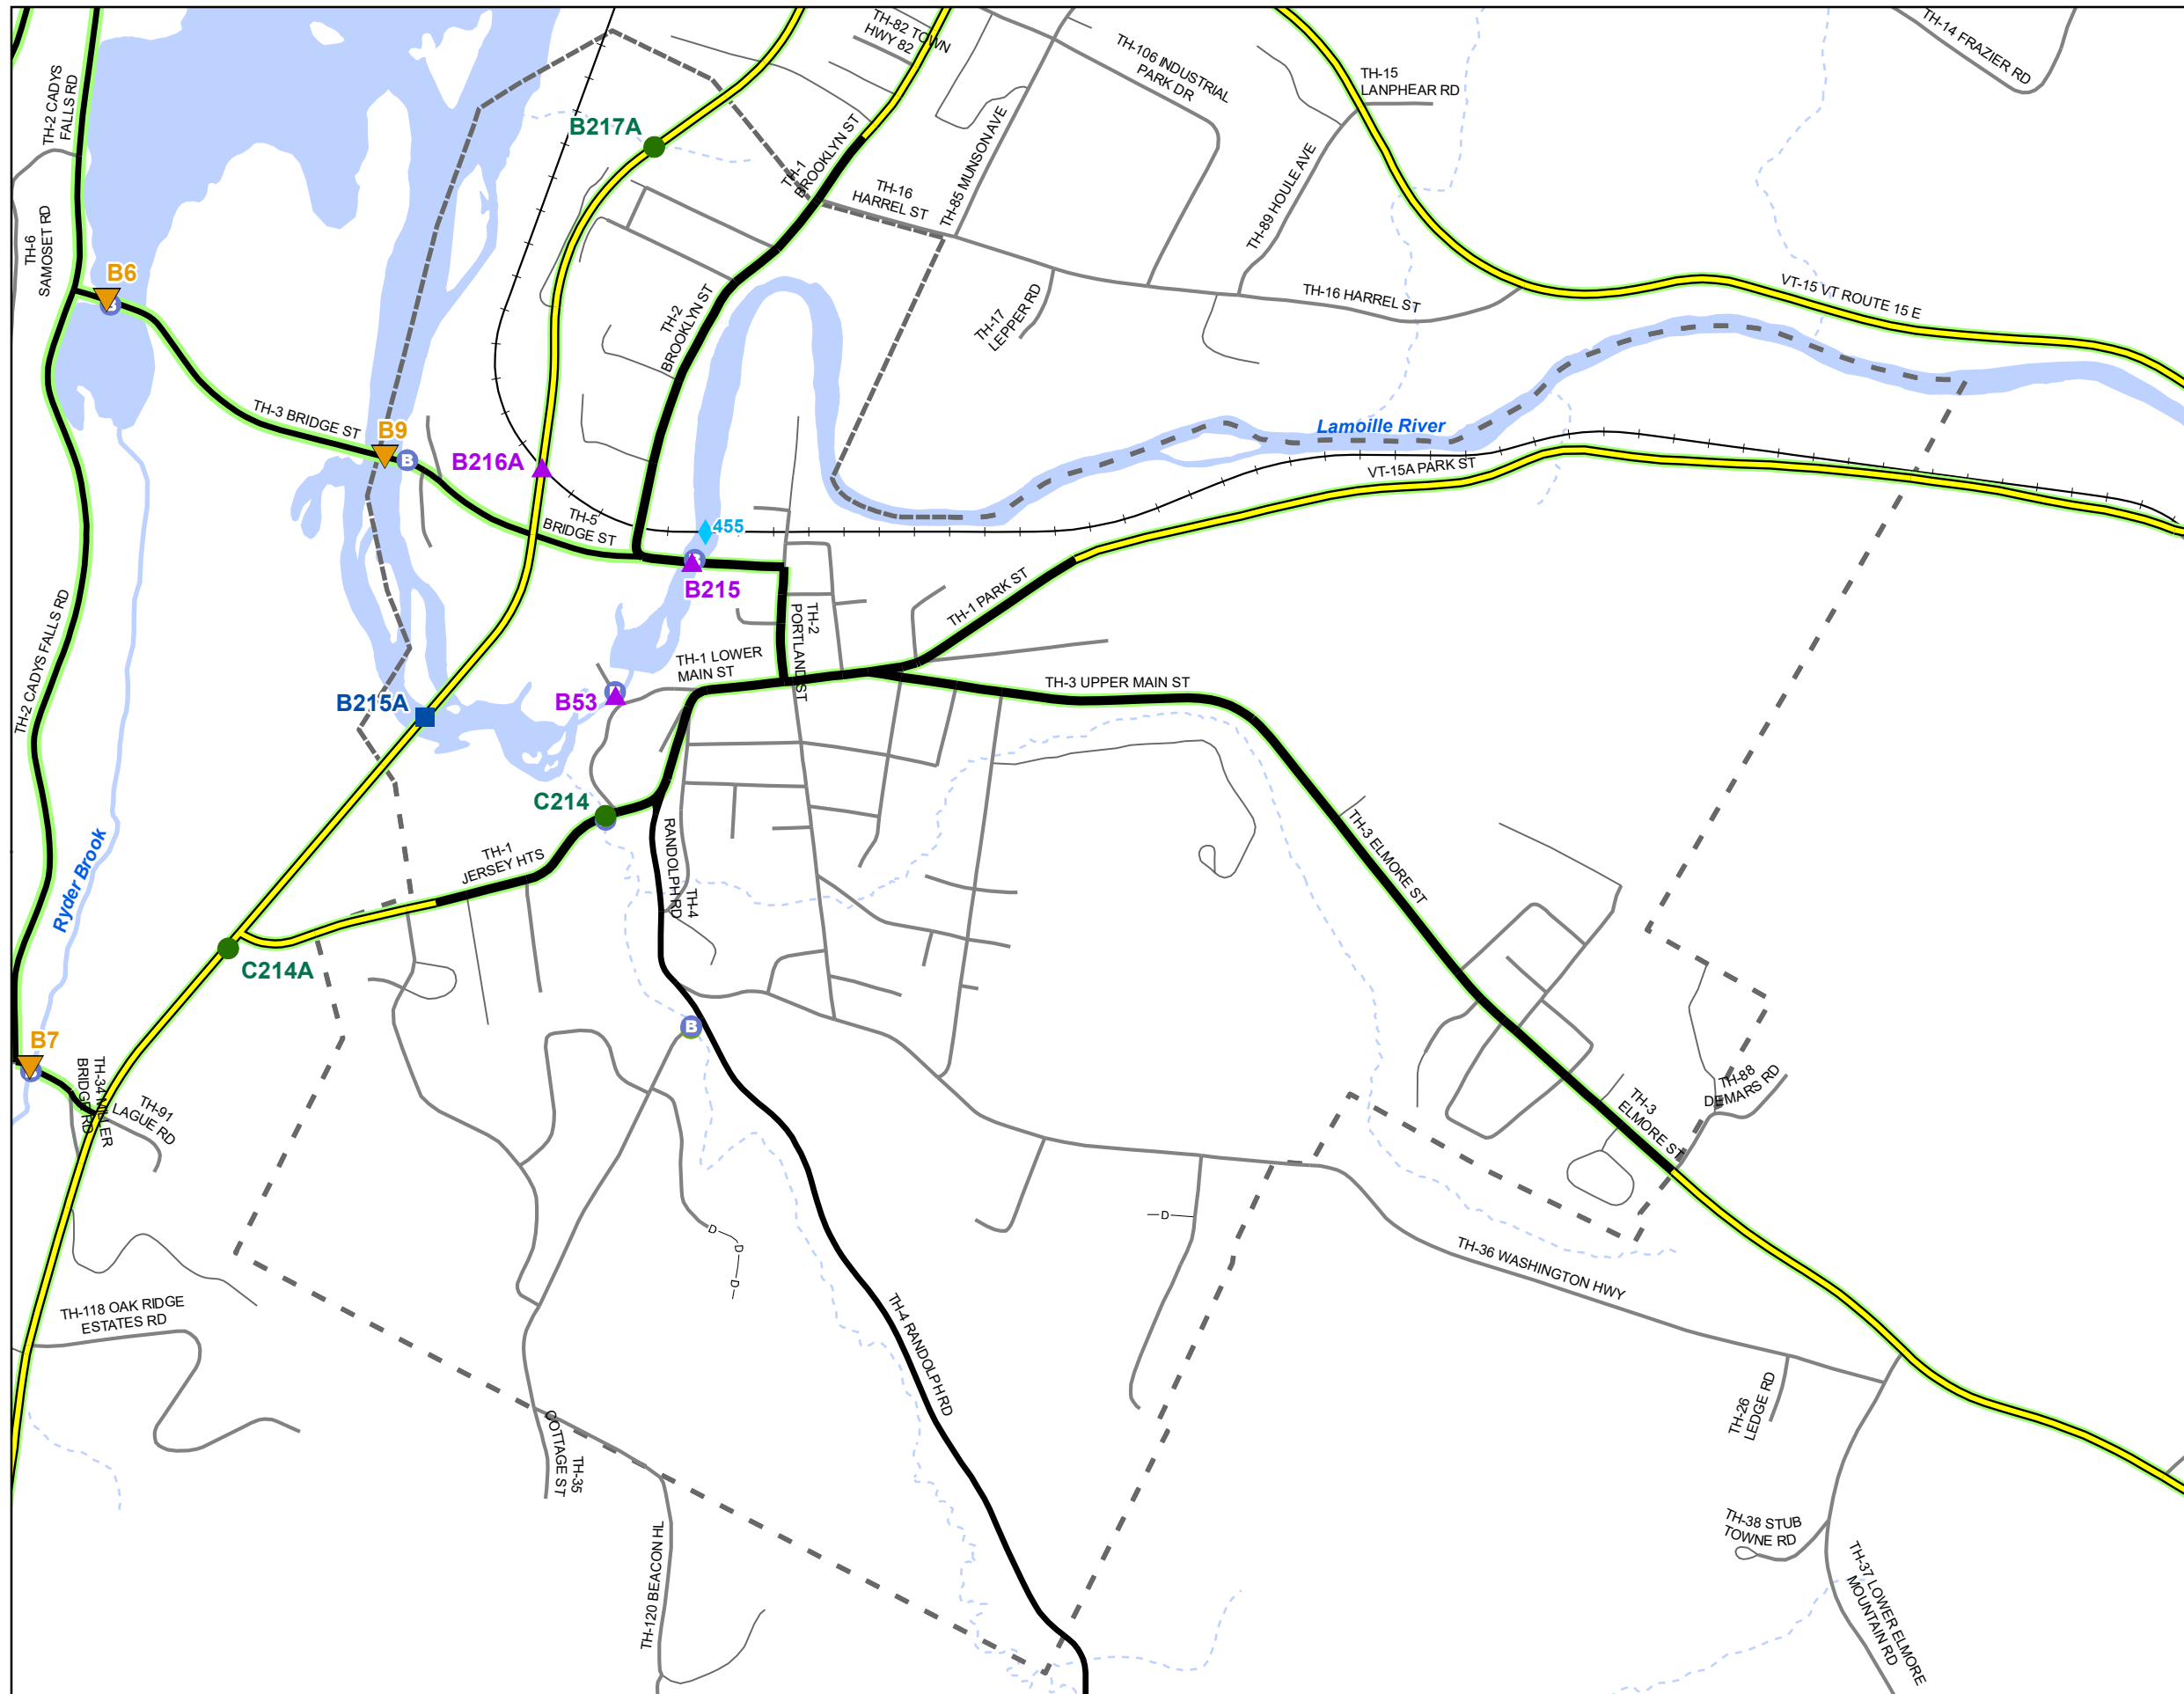 TH-82 TOWN
HWY 82
TH-14 FRAZIER RD
TH-106 INDUSTRIAL
PARK DR
TH-15
LANPHEAR RD
TH-2 CADYS
FALLS RD
B217A
TH-1
BROOKLYN ST
TH-85 MUNSON AVE
TH-89 HOULE AVE
TH-16
HARREL ST
TH-6
SAMOSET RD
B6
TH-2
BROOKLYN ST
TH-17
LEPPER RD
TH-16 HARREL ST
VT-15 VT ROUTE 15 E
TH-3 BRIDGE ST
B9
B
B216A
Lamoille River
VT-15A PARK ST
TH-5
BRIDGE ST
455
B215
TH-2 CADYS FALLS RD
TH-1 PARK ST
TH-2
PORTLAND ST
TH-1 LOWER
MAIN ST
B53
TH-3 UPPER MAIN ST
B215A
C214
RANDOLPH RD
TH-4
TH-1
JERSEY HTS
TH-3 ELMORE ST
Ryder Brook
C214A
B
B7
TH-34 MILLER
BRIDGE RD
TH-91
LAGUE RD
TH-88
DEMARS RD
TH-3
ELMORE ST
D
D
D
D
TH-36 WASHINGTON HWY
TH-118 OAK RIDGE
ESTATES RD
TH-4 RANDOLPH RD
TH-26
LEDGE RD
TH-35
COTTAGE ST
TH-38 STUB
TOWNE RD
TH-120 BEACON HL
TH-37 LOWER ELMORE
MOUNTAIN RD